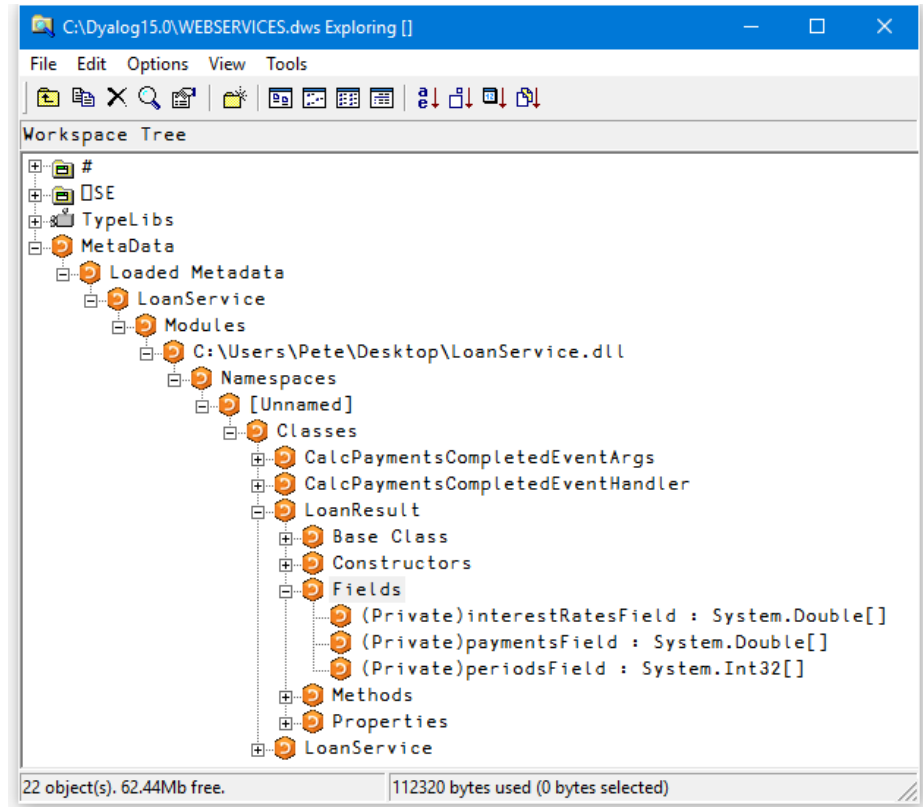 C:\Dyalog15.0\WEBSERVICES.dws Exploring []
File Edit Options View Tools
Workspace Tree
#
⎕SE
TypeLibs
MetaData
Loaded Metadata
LoanService
Modules
C:\Users\Pete\Desktop\LoanService.dll
Namespaces
[Unnamed]
Classes
CalcPaymentsCompletedEventArgs
CalcPaymentsCompletedEventHandler
LoanResult
Base Class
Constructors
Fields
(Private)interestRatesField : System.Double[]
(Private)paymentsField : System.Double[]
(Private)periodsField : System.Int32[]
Methods
Properties
LoanService
22 object(s). 62.44Mb free. 112320 bytes used (0 bytes selected)